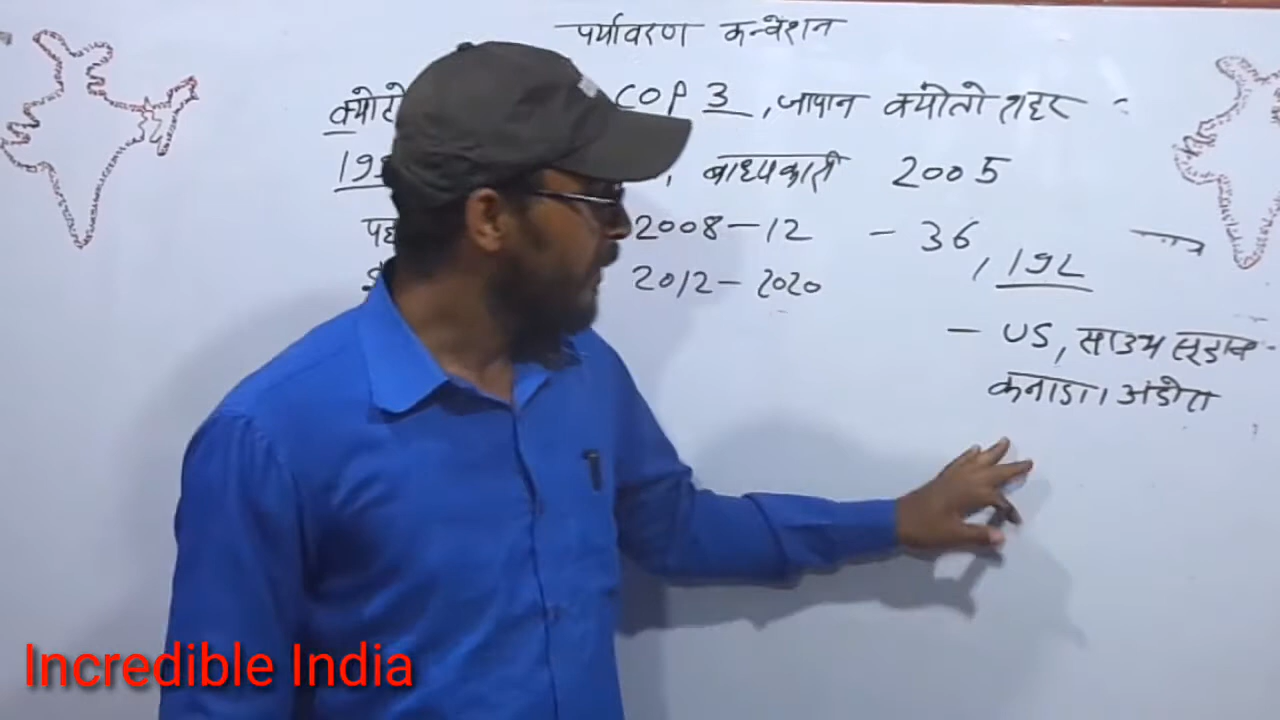 पर्यावरण कन्वेशन
COP 3, जापान क्योतो शहर
बाध्यकारी 2005
2008-12 - 36, 192
2012-2020
- US, साउथ सूडान
कनाडा। अंडोरा
Incredible India